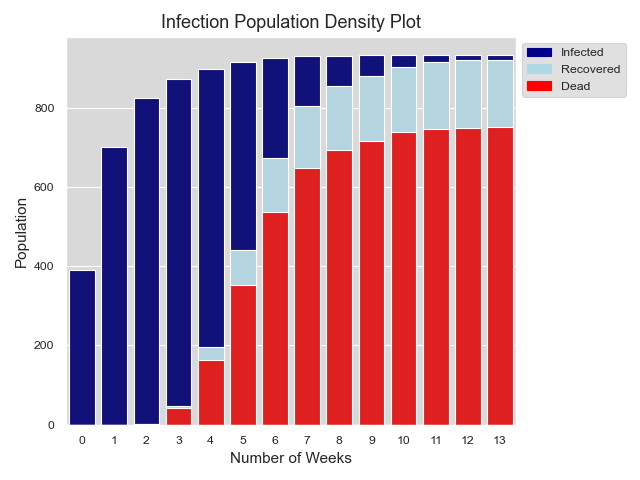 Infection Population Density Plot
Infected
Recovered
Dead
Population
800
600
400
200
0
0 1 2 3 4 5 6 7 8 9 10 11 12 13
Number of Weeks